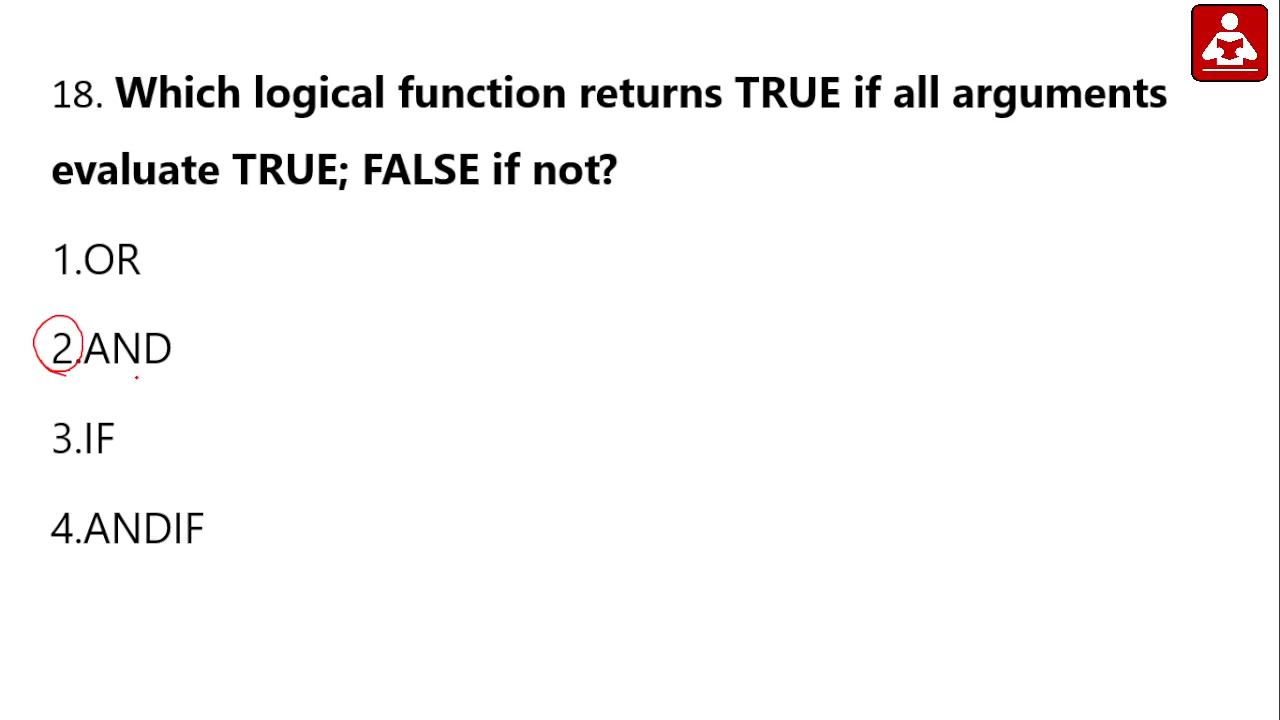 18. Which logical function returns TRUE if all arguments
evaluate TRUE; FALSE if not?
1.OR
2.AND
3.IF
4.ANDIF